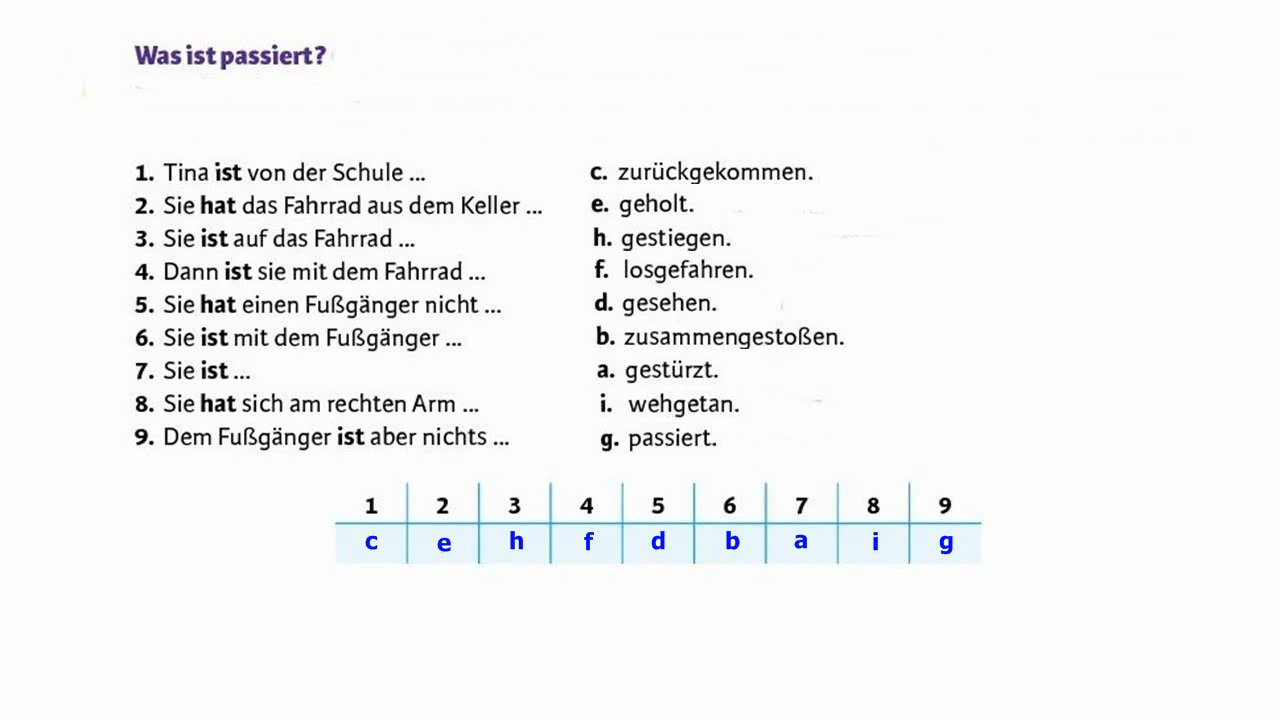 Was ist passiert?
1. Tina ist von der Schule ... c. zurückgekommen.
2. Sie hat das Fahrrad aus dem Keller ... e. geholt.
3. Sie ist auf das Fahrrad ... h. gestiegen.
4. Dann ist sie mit dem Fahrrad ... f. losgefahren.
5. Sie hat einen Fußgänger nicht ... d. gesehen.
6. Sie ist mit dem Fußgänger ... b. zusammengestoßen.
7. Sie ist ... a. gestürzt.
8. Sie hat sich am rechten Arm ... i. wehgetan.
9. Dem Fußgänger ist aber nichts ... g. passiert.
1 2 3 4 5 6 7 8 9
c e h f d b a i g